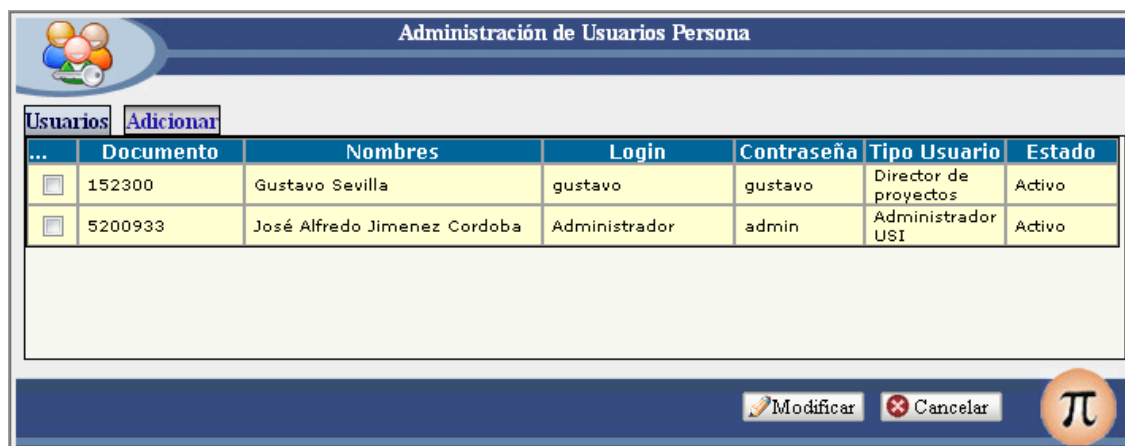 Administración de Usuarios Persona
Usuarios Adicionar
... Documento Nombres Login Contraseña Tipo Usuario Estado
152300 Gustavo Sevilla gustavo gustavo Director de proyectos Activo
5200933 José Alfredo Jimenez Cordoba Administrador admin Administrador USI Activo
Modificar Cancelar π